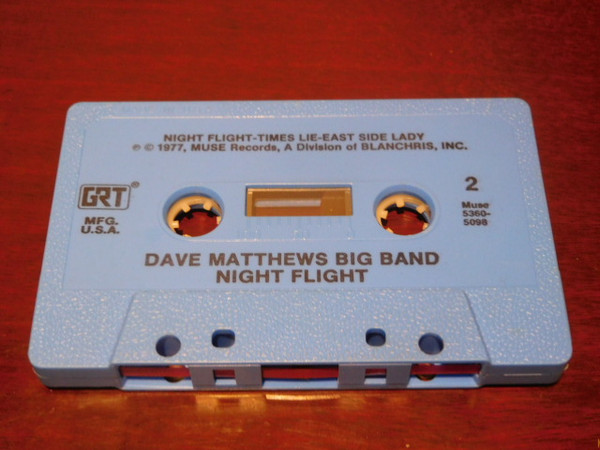 NIGHT FLIGHT-TIMES LIE-EAST SIDE LADY
℗ © 1977, MUSE Records, A Division of BLANCHRIS, INC.
GRT®
MFG.
U.S.A.
2
Muse
5360-
5098
DAVE MATTHEWS BIG BAND
NIGHT FLIGHT